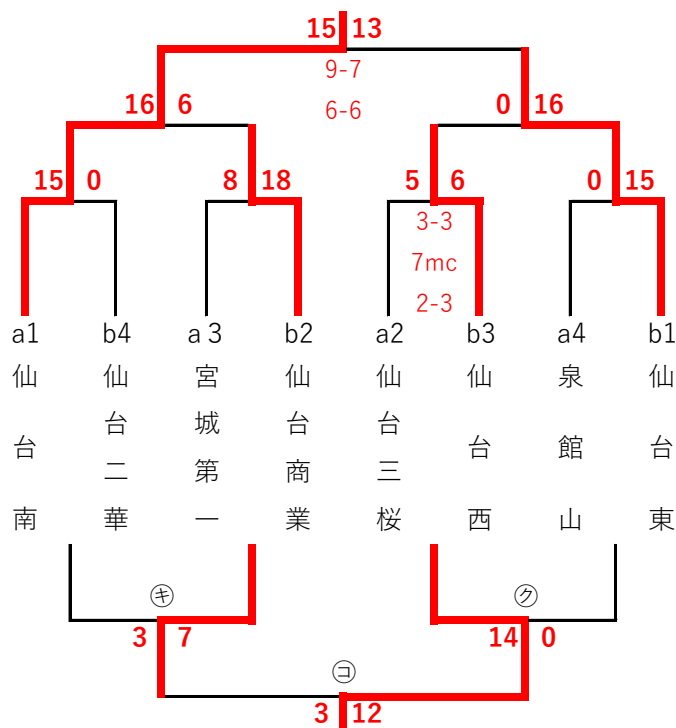 15 13
9-7
16 6 6-6 0 16
15 0 8 18 5 6 0 15
3-3
7mc
2-3
a1 b4 a３ b2 a2 b3 a4 b1
仙台南
仙台二華
宮城第一
仙台商業
仙台三桜
仙台西
泉館山
仙台東
㋖ ㋗
3 7 14 0
㋙
3 12